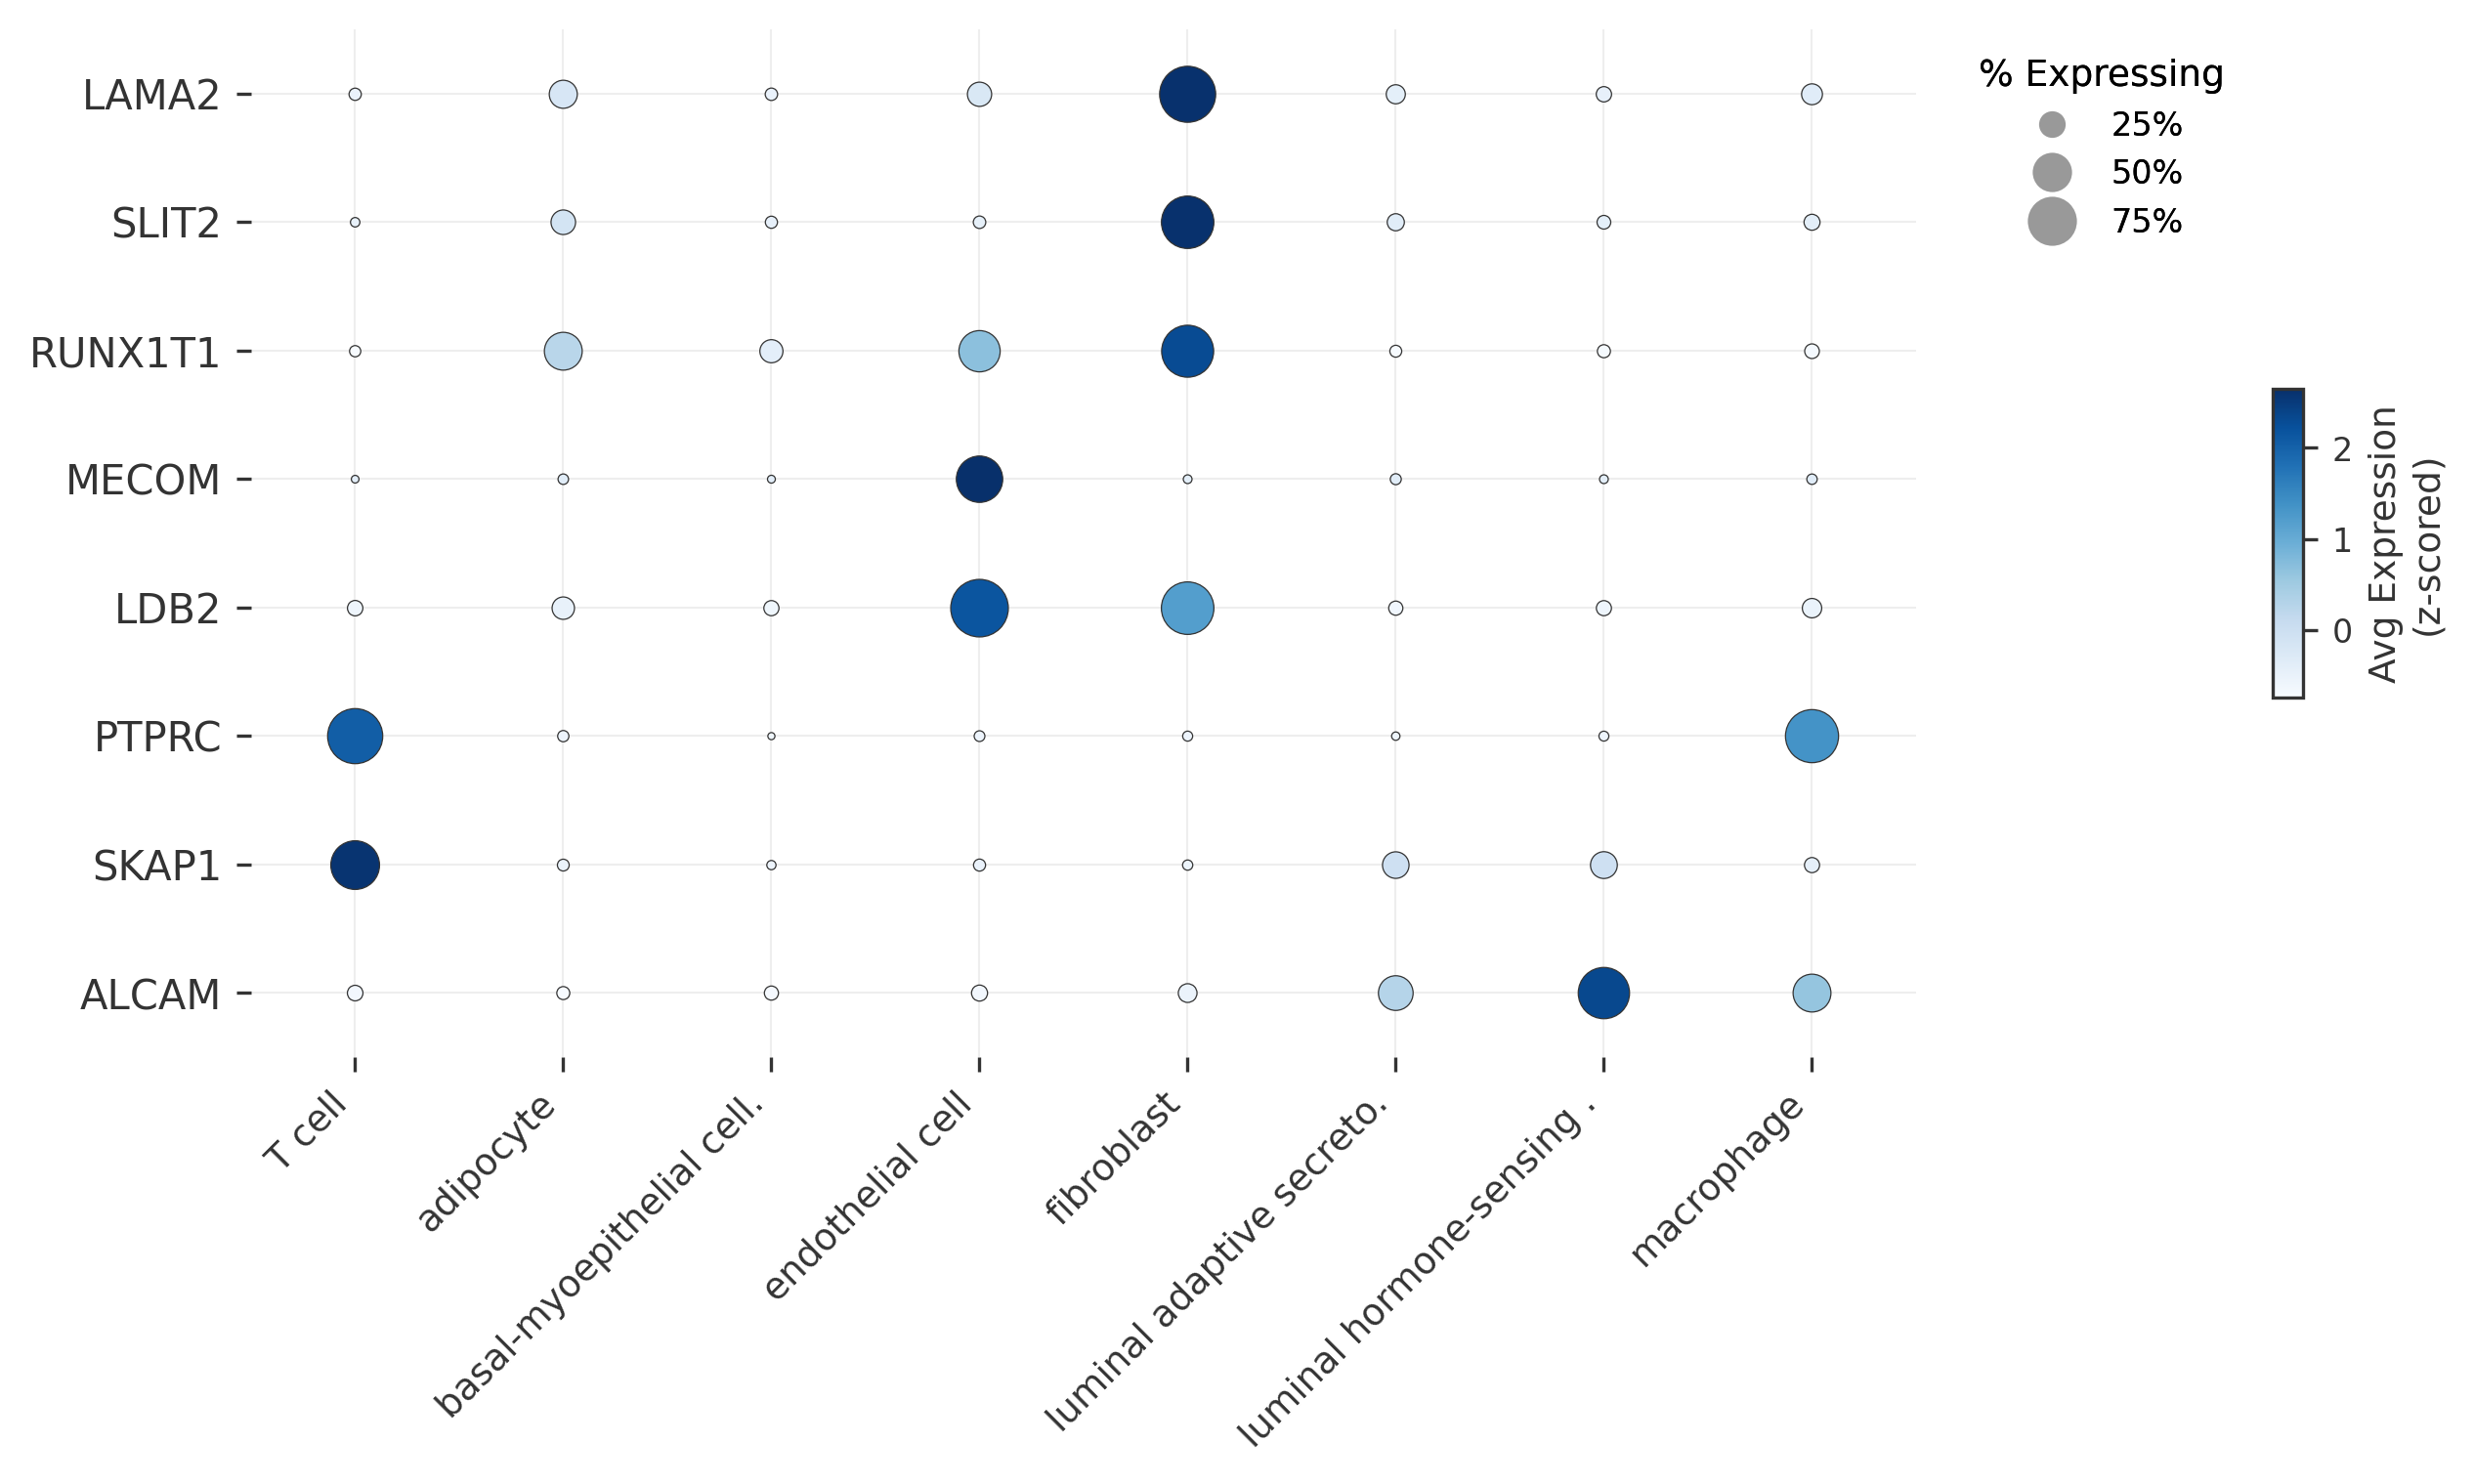 LAMA2
SLIT2
RUNX1T1
MECOM
LDB2
PTPRC
SKAP1
ALCAM
T cell
adipocyte
basal-myoepithelial cell.
endothelial cell
fibroblast
luminal adaptive secreto.
luminal hormone-sensing .
macrophage
% Expressing
25%
50%
75%
2
1
0
Avg Expression
(z-scored)